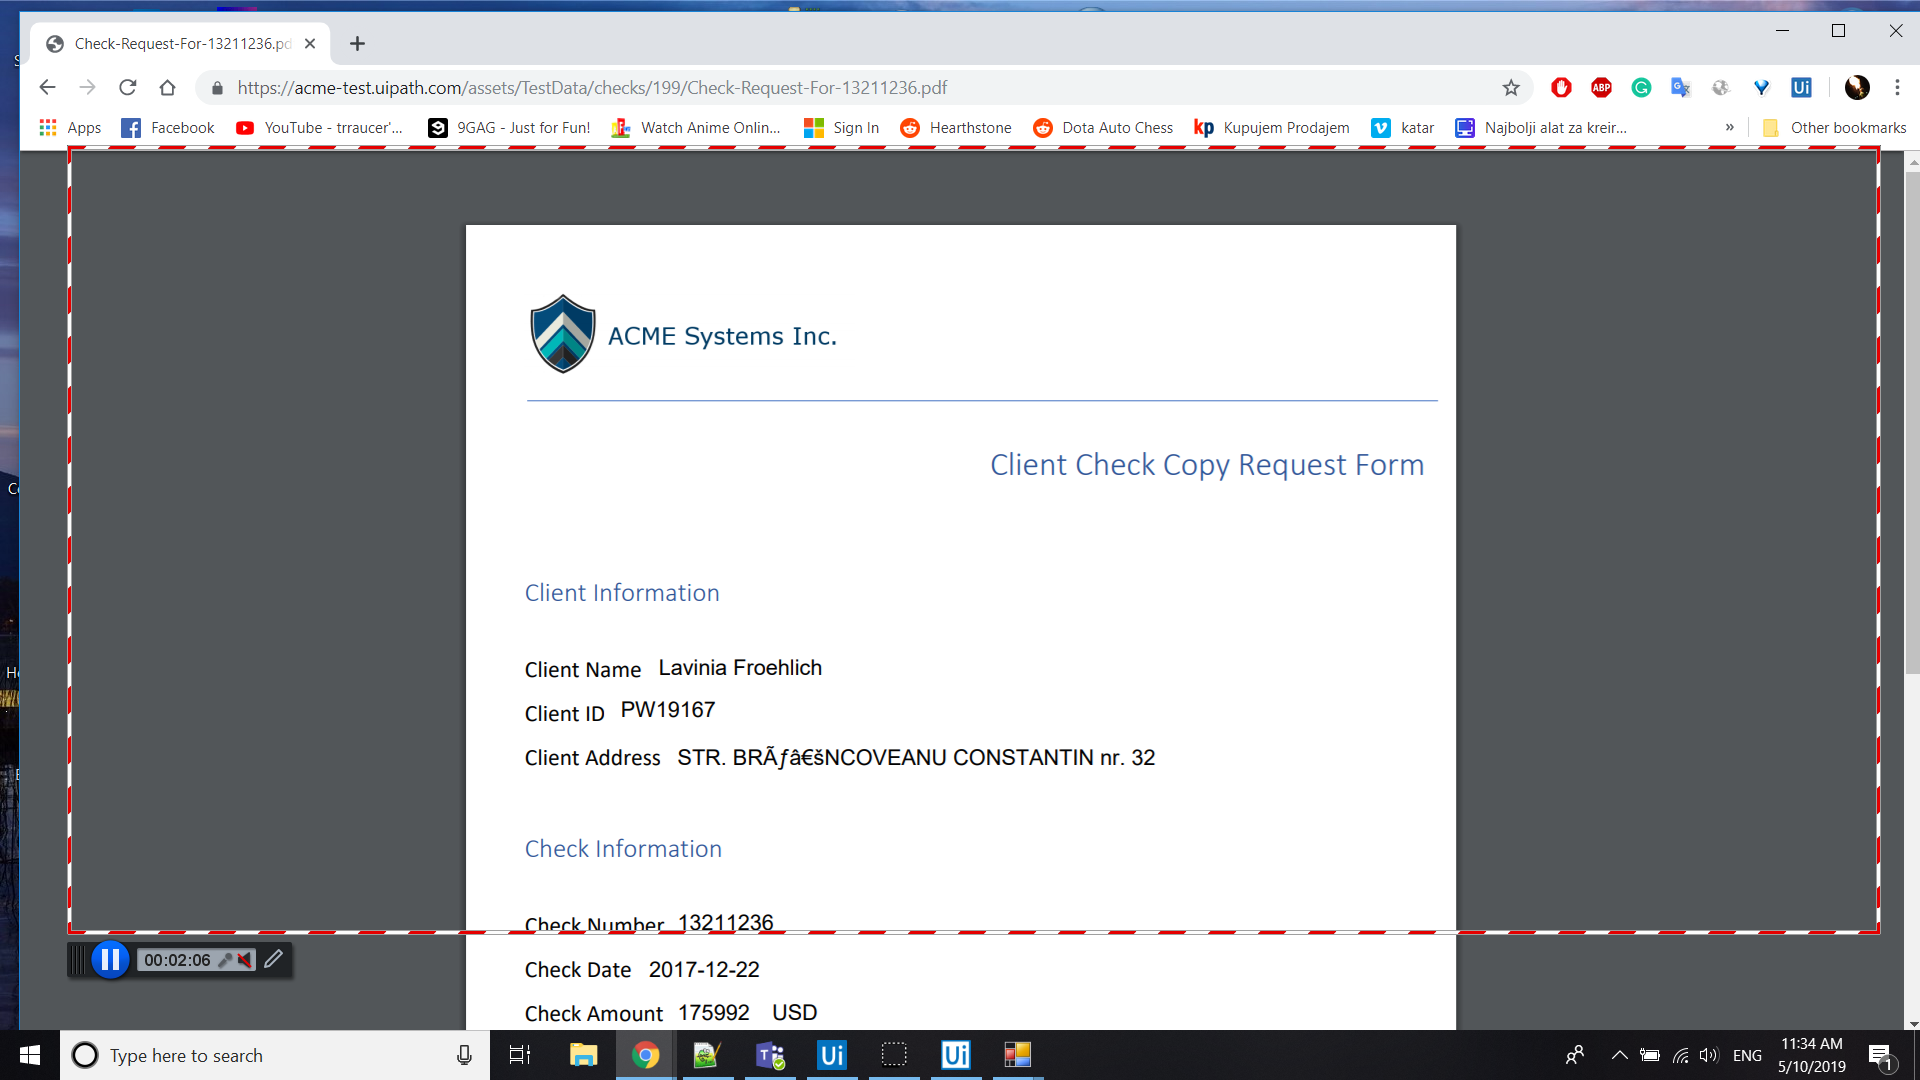 Check-Request-For-13211236.pd
https://acme-test.uipath.com/assets/TestData/checks/199/Check-Request-For-13211236.pdf
Apps Facebook YouTube - trraucer'... 9GAG - Just for Fun! Watch Anime Onlin... Sign In Hearthstone Dota Auto Chess kp Kupujem Prodajem katar Najbolji alat za kreir... » Other bookmarks
ACME Systems Inc.
Client Check Copy Request Form
Client Information
Client Name Lavinia Froehlich
Client ID PW19167
Client Address STR. BRÃƒâ€šNCOVEANU CONSTANTIN nr. 32
Check Information
Check Number 13211236
00:02:06
Check Date 2017-12-22
Check Amount 175992 USD
Type here to search
ENG
11:34 AM
5/10/2019
1